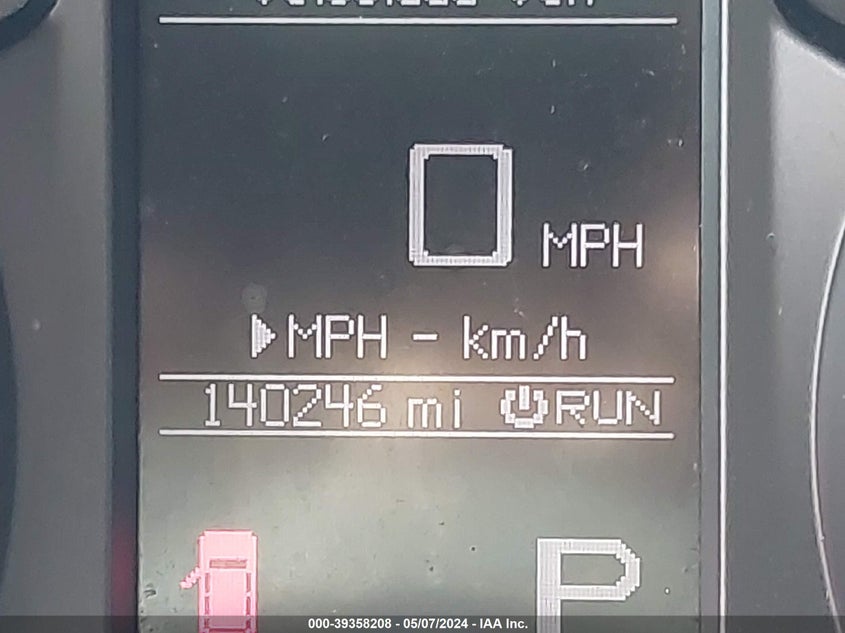 0 MPH
▶MPH - km/h
140246 mi RUN
P
000-39358208 - 05/07/2024 - IAA Inc.